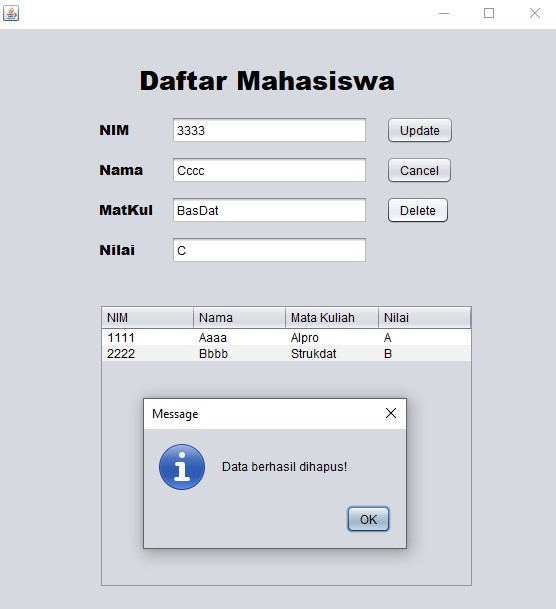 Daftar Mahasiswa
NIM 3333 Update
Nama Cccc Cancel
MatKul BasDat Delete
Nilai C
NIM Nama Mata Kuliah Nilai
1111 Aaaa Alpro A
2222 Bbbb Strukdat B
Message
Data berhasil dihapus!
OK